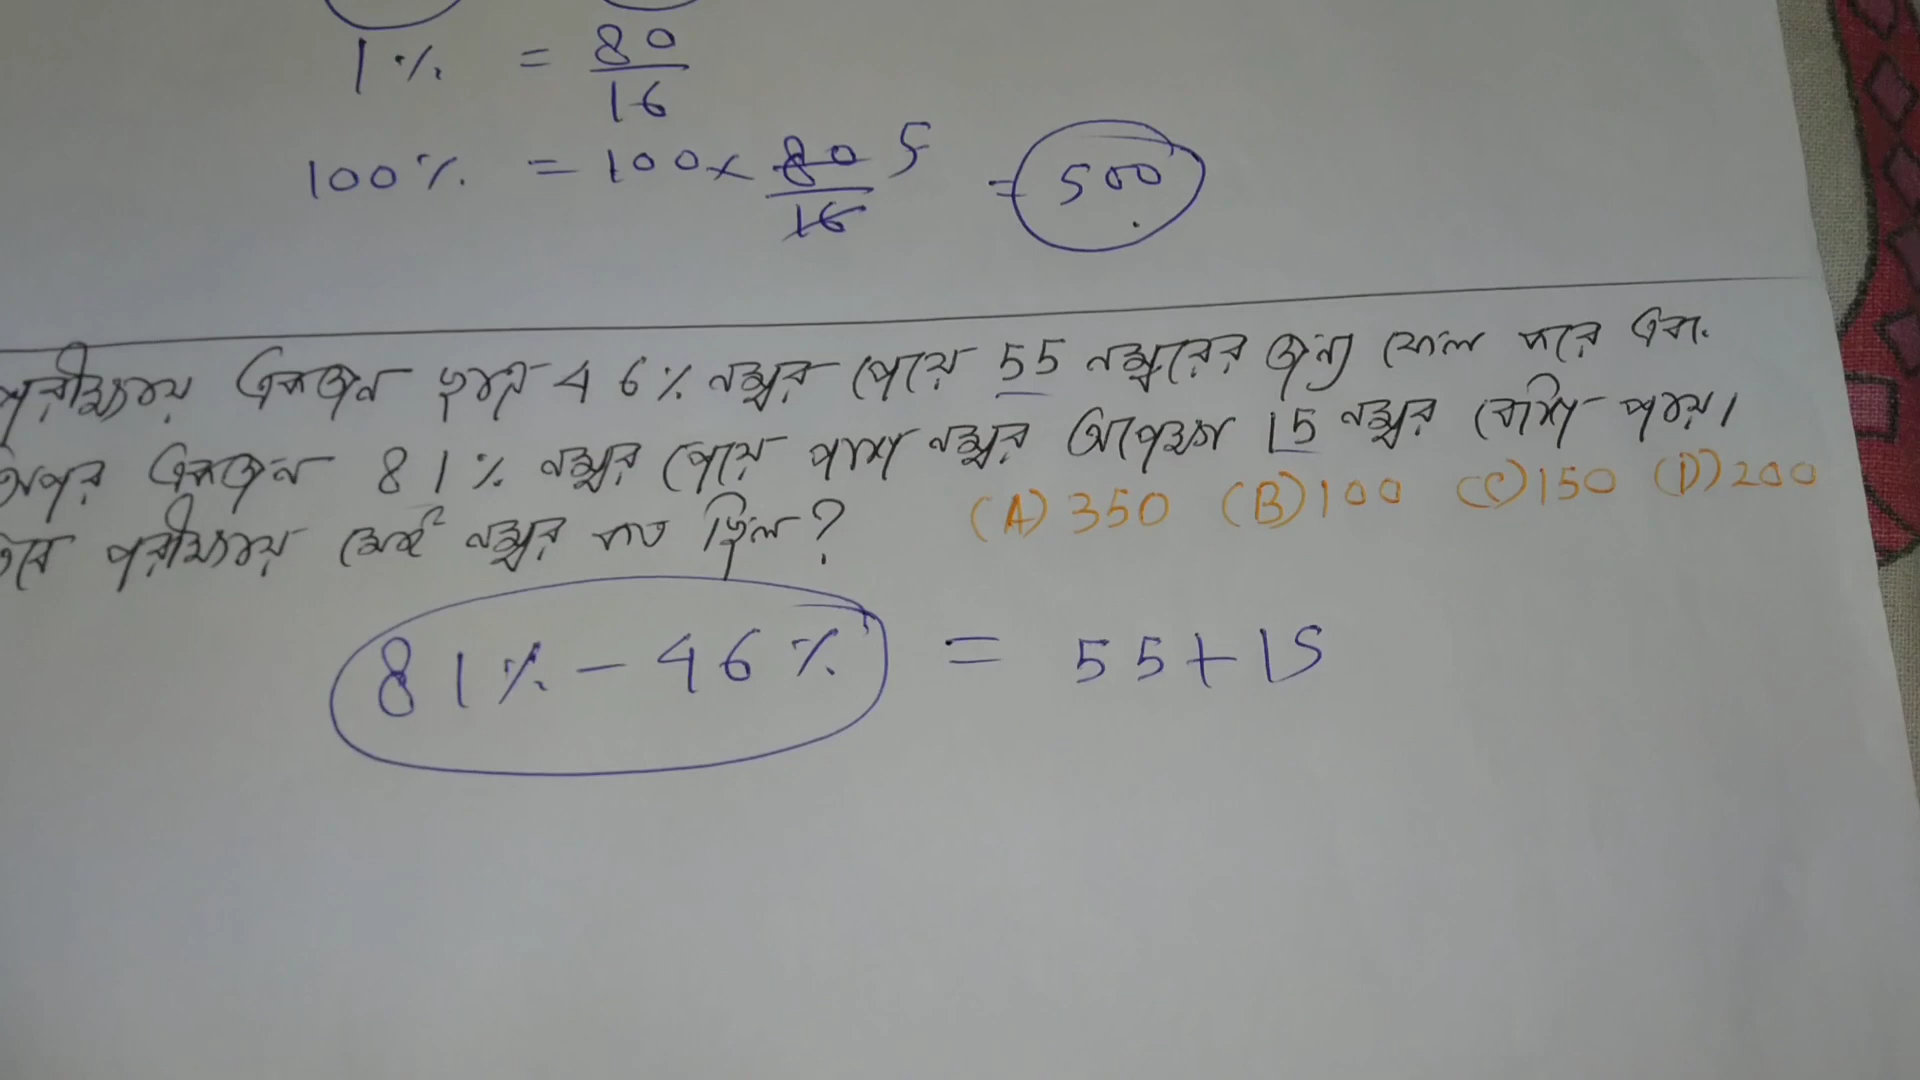 1% = 80/16
100% = 100 × 80/16 5 = 500
পরীক্ষায় একজন ছাত্র 46% নম্বর পেয়ে 55 নম্বরের জন্য ফেল করে এবং
অপর একজন 81% নম্বর পেয়ে পাশ নম্বর অপেক্ষা 15 নম্বর বেশি পায়।
তবে পরীক্ষায় মোট নম্বর কত ছিল? (A) 350 (B) 100 (C) 150 (D) 200
81% - 46% = 55+15